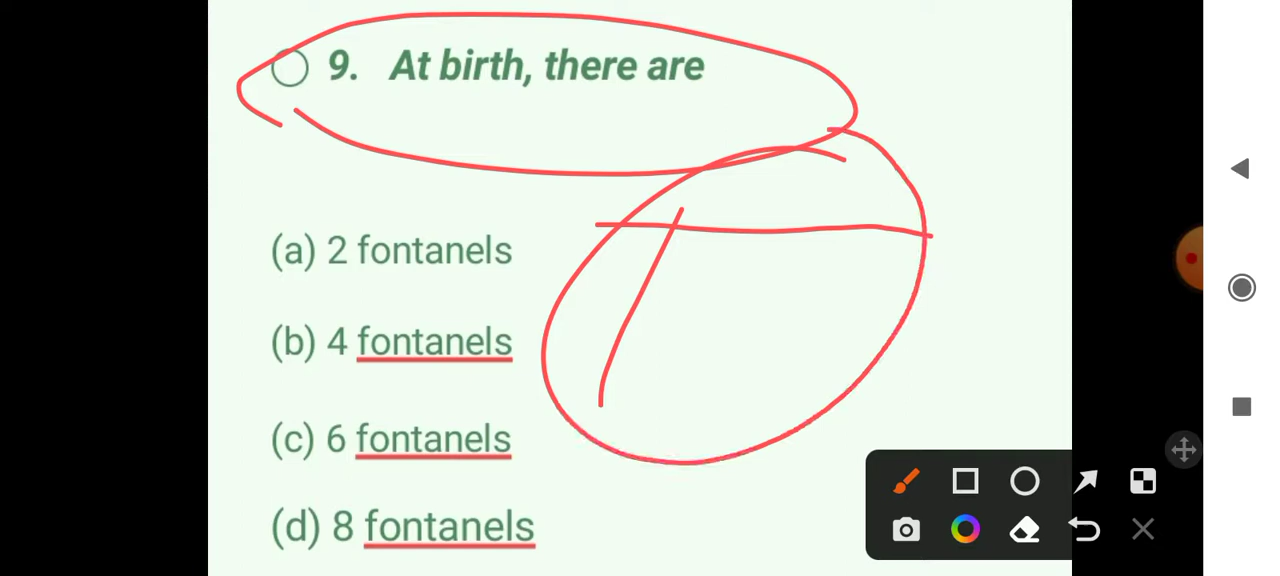 9. At birth, there are
(a) 2 fontanels
(b) 4 fontanels
(c) 6 fontanels
(d) 8 fontanels